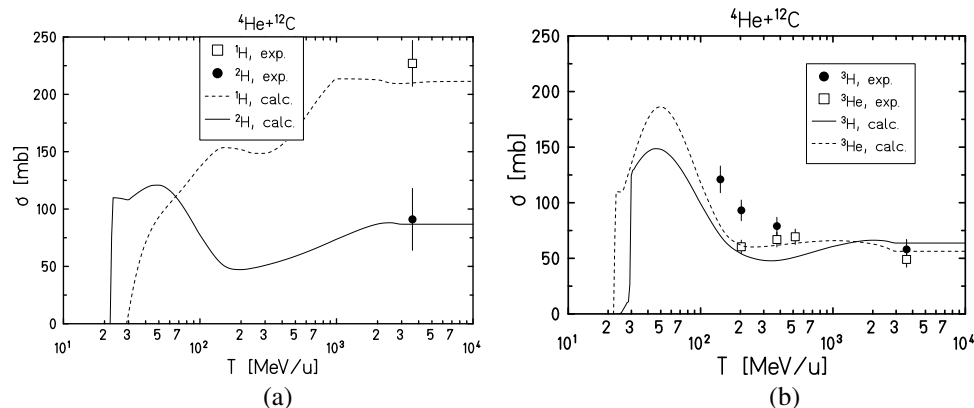 ⁴He+¹²C
σ [mb]
250
200
150
100
50
0
¹H, exp.
²H, exp.
¹H, calc.
²H, calc.
10¹ 2 3 5 7 10² 2 3 5 7 10³ 2 3 5 7 10⁴
T [MeV/u]
(a)
⁴He+¹²C
σ [mb]
250
200
150
100
50
0
³H, exp.
³He, exp.
³H, calc.
³He, calc.
10¹ 2 3 5 7 10² 2 3 5 7 10³ 2 3 5 7 10⁴
T [MeV/u]
(b)